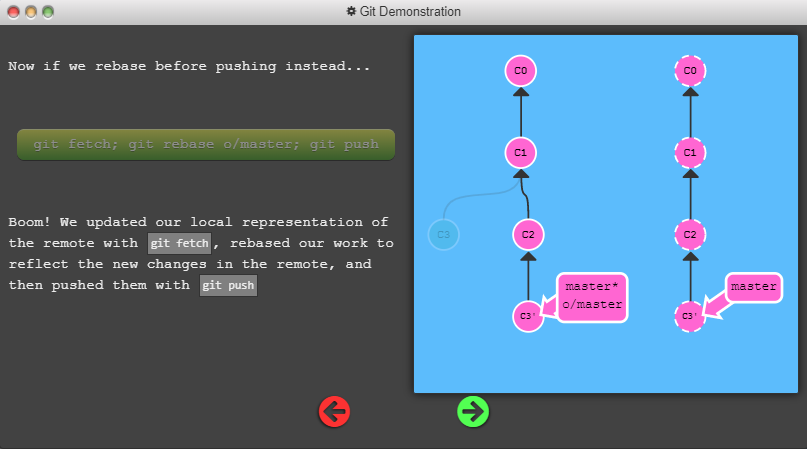 Git Demonstration
Now if we rebase before pushing instead...
git fetch; git rebase o/master; git push
Boom! We updated our local representation of
the remote with git fetch, rebased our work to
reflect the new changes in the remote, and
then pushed them with git push
C0
C1
C3
C2
master*
o/master
C3'
C0
C1
C2
master
C3'